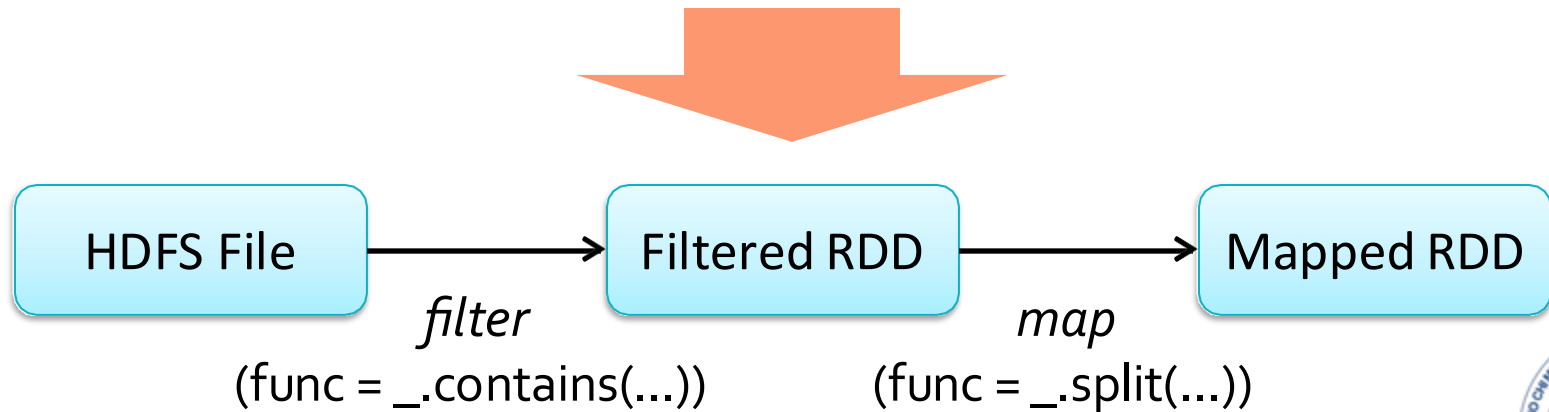 HDFS File
Filtered RDD
Mapped RDD
filter
map
(func = _.contains(...))
(func = _.split(...))